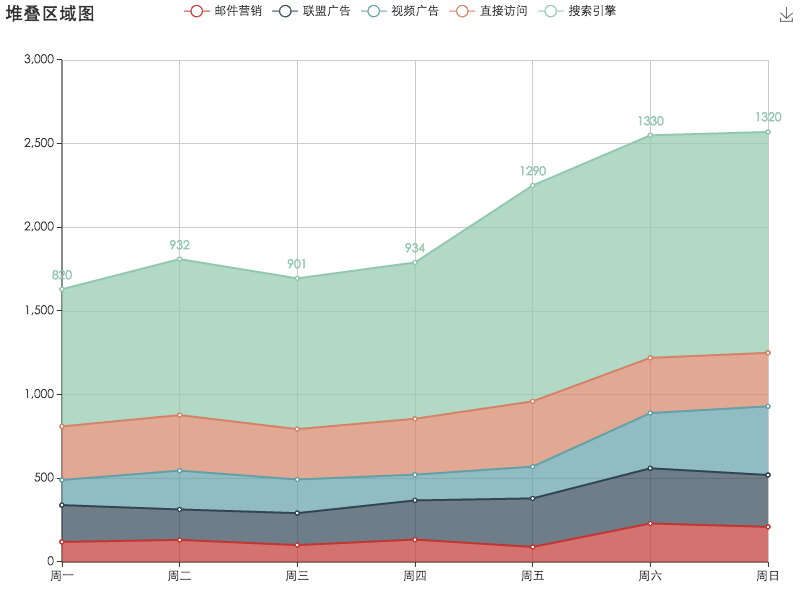 堆叠区域图
邮件营销 联盟广告 视频广告 直接访问 搜索引擎
3,000
2,500
2,000
1,500
1,000
500
0
820 932 901 934 1290 1330 1320
周一 周二 周三 周四 周五 周六 周日